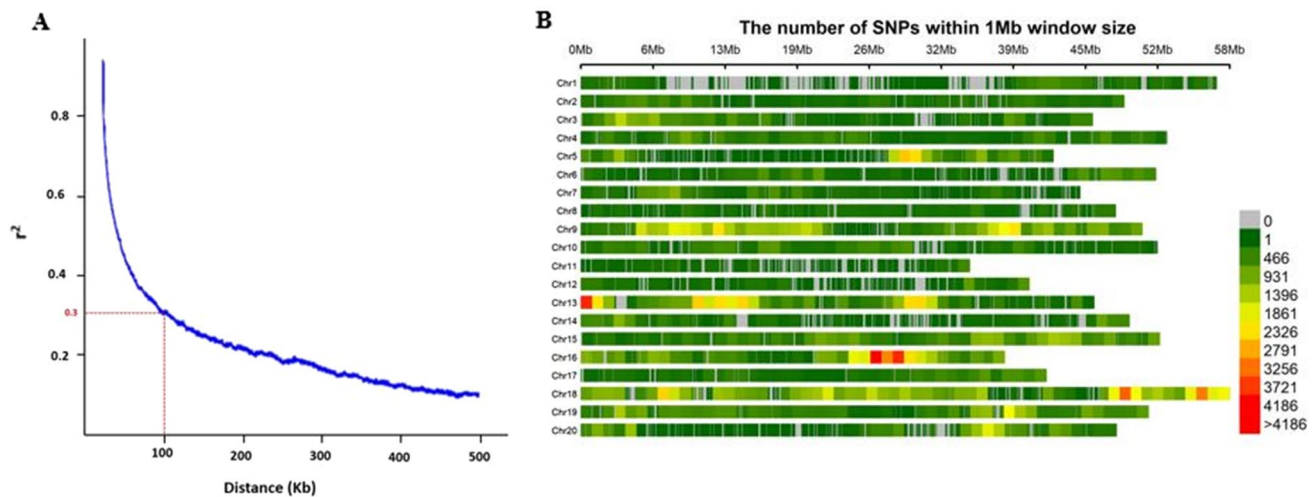 A
0.8
0.6
r²
0.4
0.3
0.2
100
200
300
400
500
Distance (Kb)
B
The number of SNPs within 1Mb window size
0Mb 6Mb 13Mb 19Mb 26Mb 32Mb 39Mb 45Mb 52Mb 58Mb
Chr1
Chr2
Chr3
Chr4
Chr5
Chr6
Chr7
Chr8
Chr9
Chr10
Chr11
Chr12
Chr13
Chr14
Chr15
Chr16
Chr17
Chr18
Chr19
Chr20
0
1
466
931
1396
1861
2326
2791
3256
3721
4186
>4186